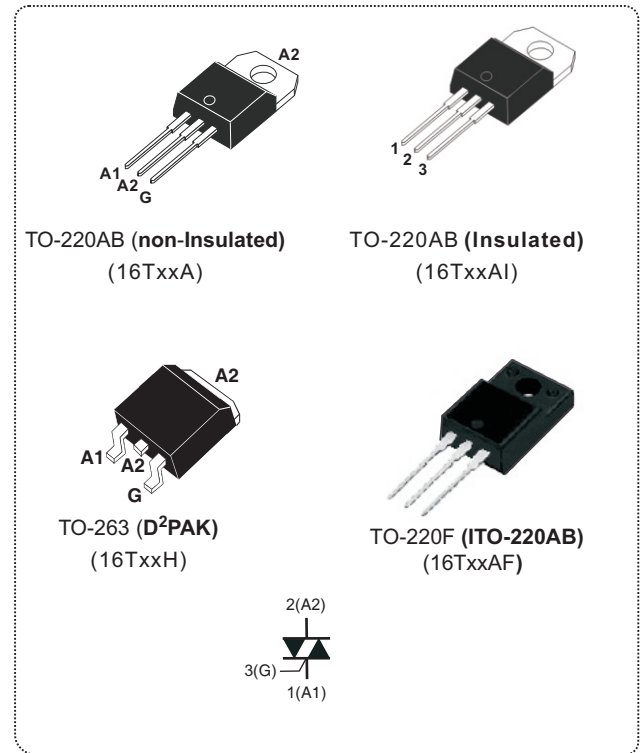 A2
A1
A2
G
TO-220AB (non-Insulated)
(16TxxA)
1
2
3
TO-220AB (Insulated)
(16TxxAI)
A2
A1
A2
G
TO-263 (D²PAK)
(16TxxH)
TO-220F (ITO-220AB)
(16TxxAF)
2(A2)
3(G)
1(A1)